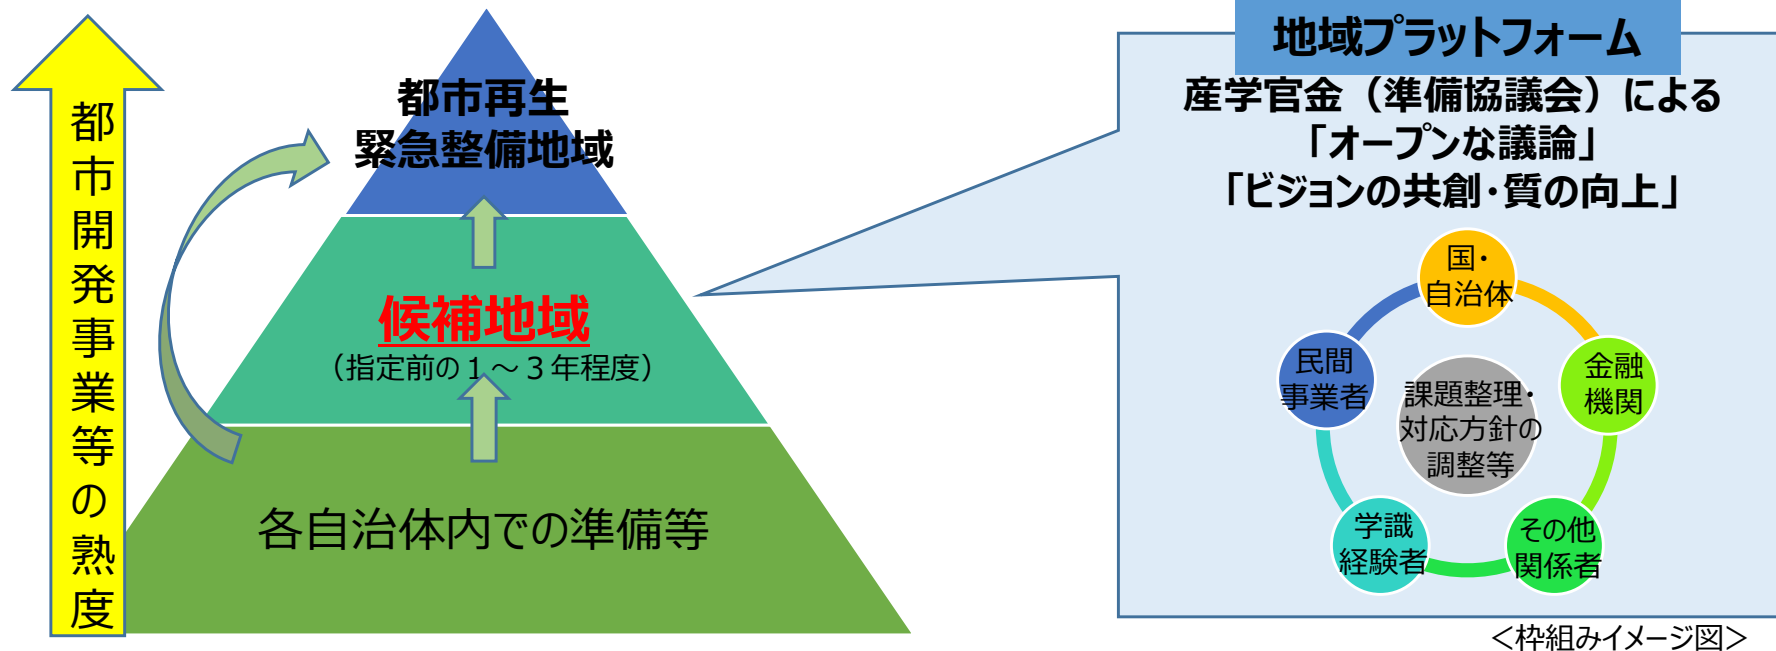 都市開発事業等の熟度
都市再生
緊急整備地域
候補地域
（指定前の１～３年程度）
各自治体内での準備等
地域プラットフォーム
産学官金（準備協議会）による
「オープンな議論」
「ビジョンの共創・質の向上」
国・
自治体
民間
事業者
金融
機関
課題整理・
対応方針の
調整等
学識
経験者
その他
関係者
＜枠組みイメージ図＞